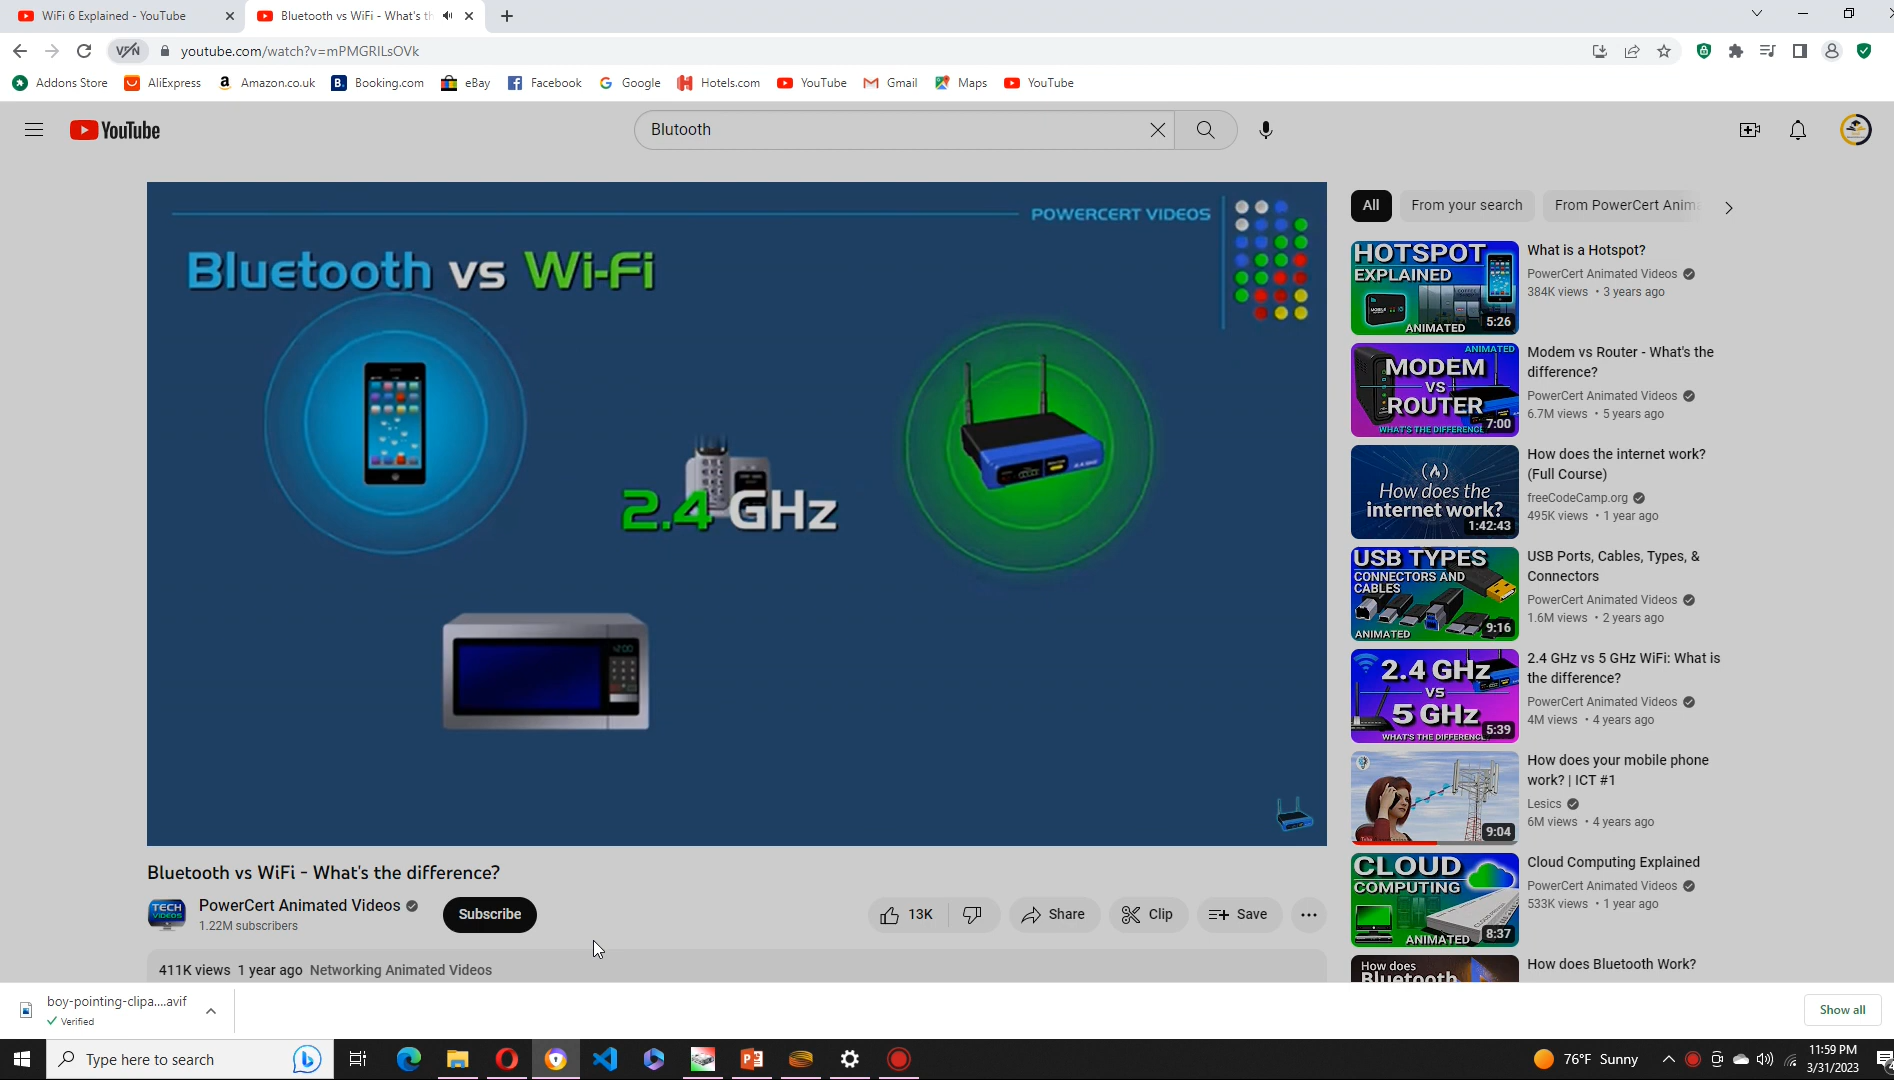 WiFi 6 Explained - YouTube
Bluetooth vs WiFi - What's th
VPN
youtube.com/watch?v=mPMGRILsOVk
Addons Store
AliExpress
Amazon.co.uk
Booking.com
eBay
Facebook
Google
Hotels.com
YouTube
Gmail
Maps
YouTube
YouTube
Blutooth
POWERCERT VIDEOS
Bluetooth vs Wi-Fi
2.4 GHz
All
From your search
From PowerCert Anima
HOTSPOT
EXPLAINED
ANIMATED
5:26
What is a Hotspot?
PowerCert Animated Videos
384K views • 3 years ago
ANIMATED
MODEM
VS
ROUTER
WHAT'S THE DIFFERENCE
7:00
Modem vs Router - What's the
difference?
PowerCert Animated Videos
6.7M views • 5 years ago
How does the
internet work?
1:42:43
How does the internet work?
(Full Course)
freeCodeCamp.org
495K views • 1 year ago
USB TYPES
CONNECTORS AND
CABLES
ANIMATED
9:16
USB Ports, Cables, Types, &
Connectors
PowerCert Animated Videos
1.6M views • 2 years ago
2.4 GHz
VS
5 GHz
WHAT'S THE DIFFERENCE
5:39
2.4 GHz vs 5 GHz WiFi: What is
the difference?
PowerCert Animated Videos
4M views • 4 years ago
9:04
How does your mobile phone
work? | ICT #1
Lesics
6M views • 4 years ago
CLOUD
COMPUTING
ANIMATED
8:37
Cloud Computing Explained
PowerCert Animated Videos
533K views • 1 year ago
How does
Bluetooth
How does Bluetooth Work?
Bluetooth vs WiFi - What's the difference?
TECH
VIDEOS
PowerCert Animated Videos
1.22M subscribers
Subscribe
13K
Share
Clip
Save
411K views 1 year ago Networking Animated Videos
boy-pointing-clipa....avif
Verified
Show all
Type here to search
76°F Sunny
11:59 PM
3/31/2023